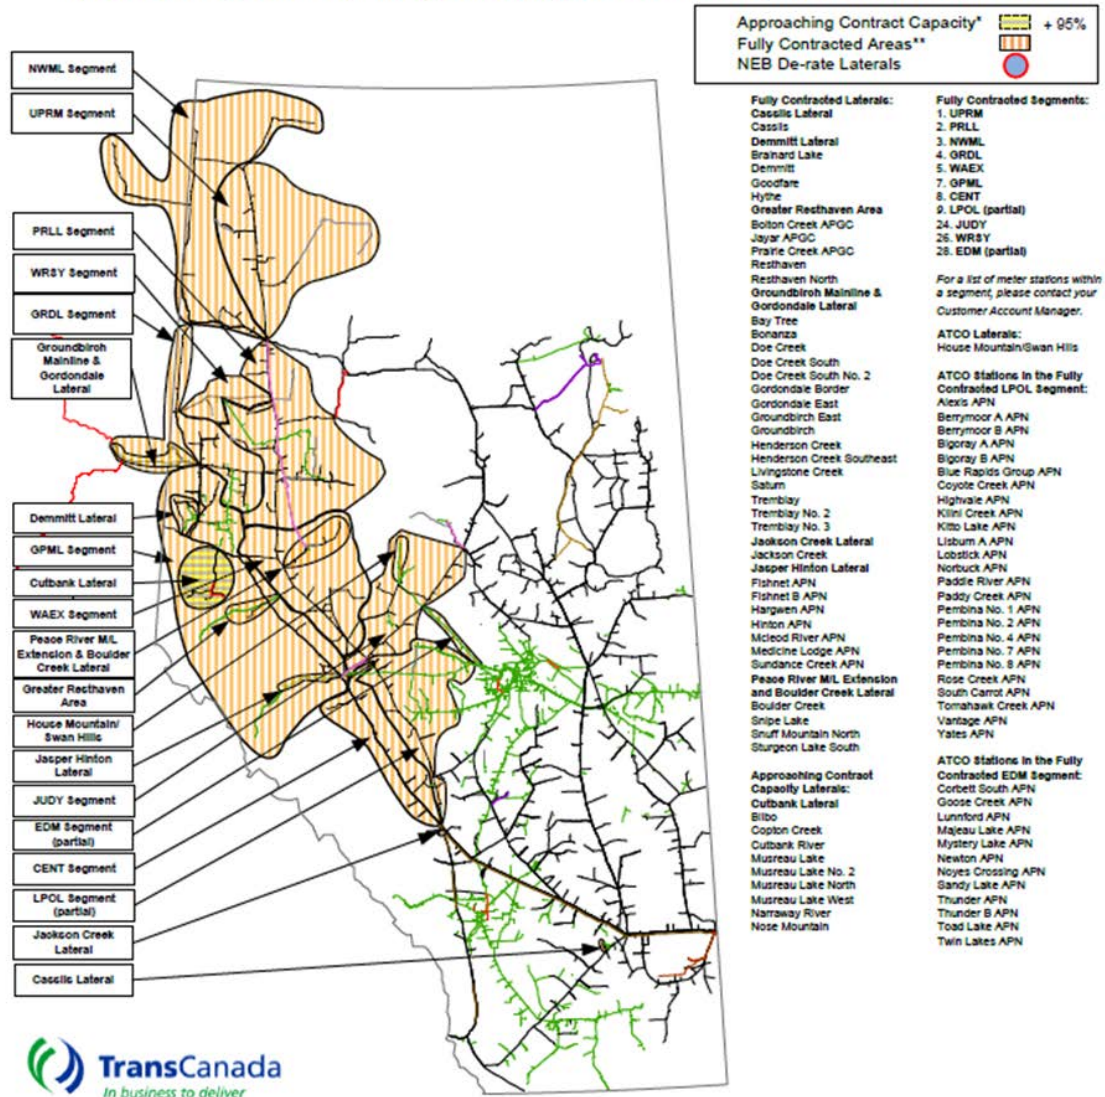 Approaching Contract Capacity*
+ 95%
Fully Contracted Areas**
NEB De-rate Laterals
NWML Segment
UPRM Segment
PRLL Segment
WRSY Segment
GRDL Segment
Groundbirch
Mainline &
Gordondale
Lateral
Demmitt Lateral
GPML Segment
Cutbank Lateral
WAEX Segment
Peace River M/L
Extension & Boulder
Creek Lateral
Greater Resthaven
Area
House Mountain/
Swan Hills
Jasper Hinton
Lateral
JUDY Segment
EDM Segment
(partial)
CENT Segment
LPOL Segment
(partial)
Jackson Creek
Lateral
Cassils Lateral
Fully Contracted Laterals:
Cassils Lateral
Cassils
Demmitt Lateral
Brainard Lake
Demmitt
Goodfare
Hythe
Greater Resthaven Area
Bolton Creek APGC
Jayar APGC
Prairie Creek APGC
Resthaven
Resthaven North
Groundbirch Mainline &
Gordondale Lateral
Bay Tree
Bonanza
Doe Creek
Doe Creek South
Doe Creek South No. 2
Gordondale Border
Gordondale East
Groundbirch East
Groundbirch
Henderson Creek
Henderson Creek Southeast
Livingstone Creek
Saturn
Tremblay
Tremblay No. 2
Tremblay No. 3
Jackson Creek Lateral
Jackson Creek
Jasper Hinton Lateral
Fishnet APN
Fishnet B APN
Hargwen APN
Hinton APN
Mcleod River APN
Medicine Lodge APN
Sundance Creek APN
Peace River M/L Extension
and Boulder Creek Lateral
Boulder Creek
Snipe Lake
Snuff Mountain North
Sturgeon Lake South
Approaching Contract
Capacity Laterals:
Cutbank Lateral
Bilbo
Copton Creek
Cutbank River
Musreau Lake
Musreau Lake No. 2
Musreau Lake North
Musreau Lake West
Narraway River
Nose Mountain
Fully Contracted Segments:
1. UPRM
2. PRLL
3. NWML
4. GRDL
5. WAEX
7. GPML
8. CENT
9. LPOL (partial)
24. JUDY
26. WRSY
28. EDM (partial)
For a list of meter stations within
a segment, please contact your
Customer Account Manager.
ATCO Laterals:
House Mountain/Swan Hills
ATCO Stations in the Fully
Contracted LPOL Segment:
Alexis APN
Berrymoor A APN
Berrymoor B APN
Bigoray A APN
Bigoray B APN
Blue Rapids Group APN
Coyote Creek APN
Highvale APN
Kilini Creek APN
Kitto Lake APN
Lisburn A APN
Lobstick APN
Norbuck APN
Paddle River APN
Paddy Creek APN
Pembina No. 1 APN
Pembina No. 2 APN
Pembina No. 4 APN
Pembina No. 7 APN
Pembina No. 8 APN
Rose Creek APN
South Carrot APN
Tomahawk Creek APN
Vantage APN
Yates APN
ATCO Stations in the Fully
Contracted EDM Segment:
Corbett South APN
Goose Creek APN
Lunnford APN
Majeau Lake APN
Mystery Lake APN
Newton APN
Noyes Crossing APN
Sandy Lake APN
Thunder APN
Thunder B APN
Toad Lake APN
Twin Lakes APN
TransCanada
In business to deliver